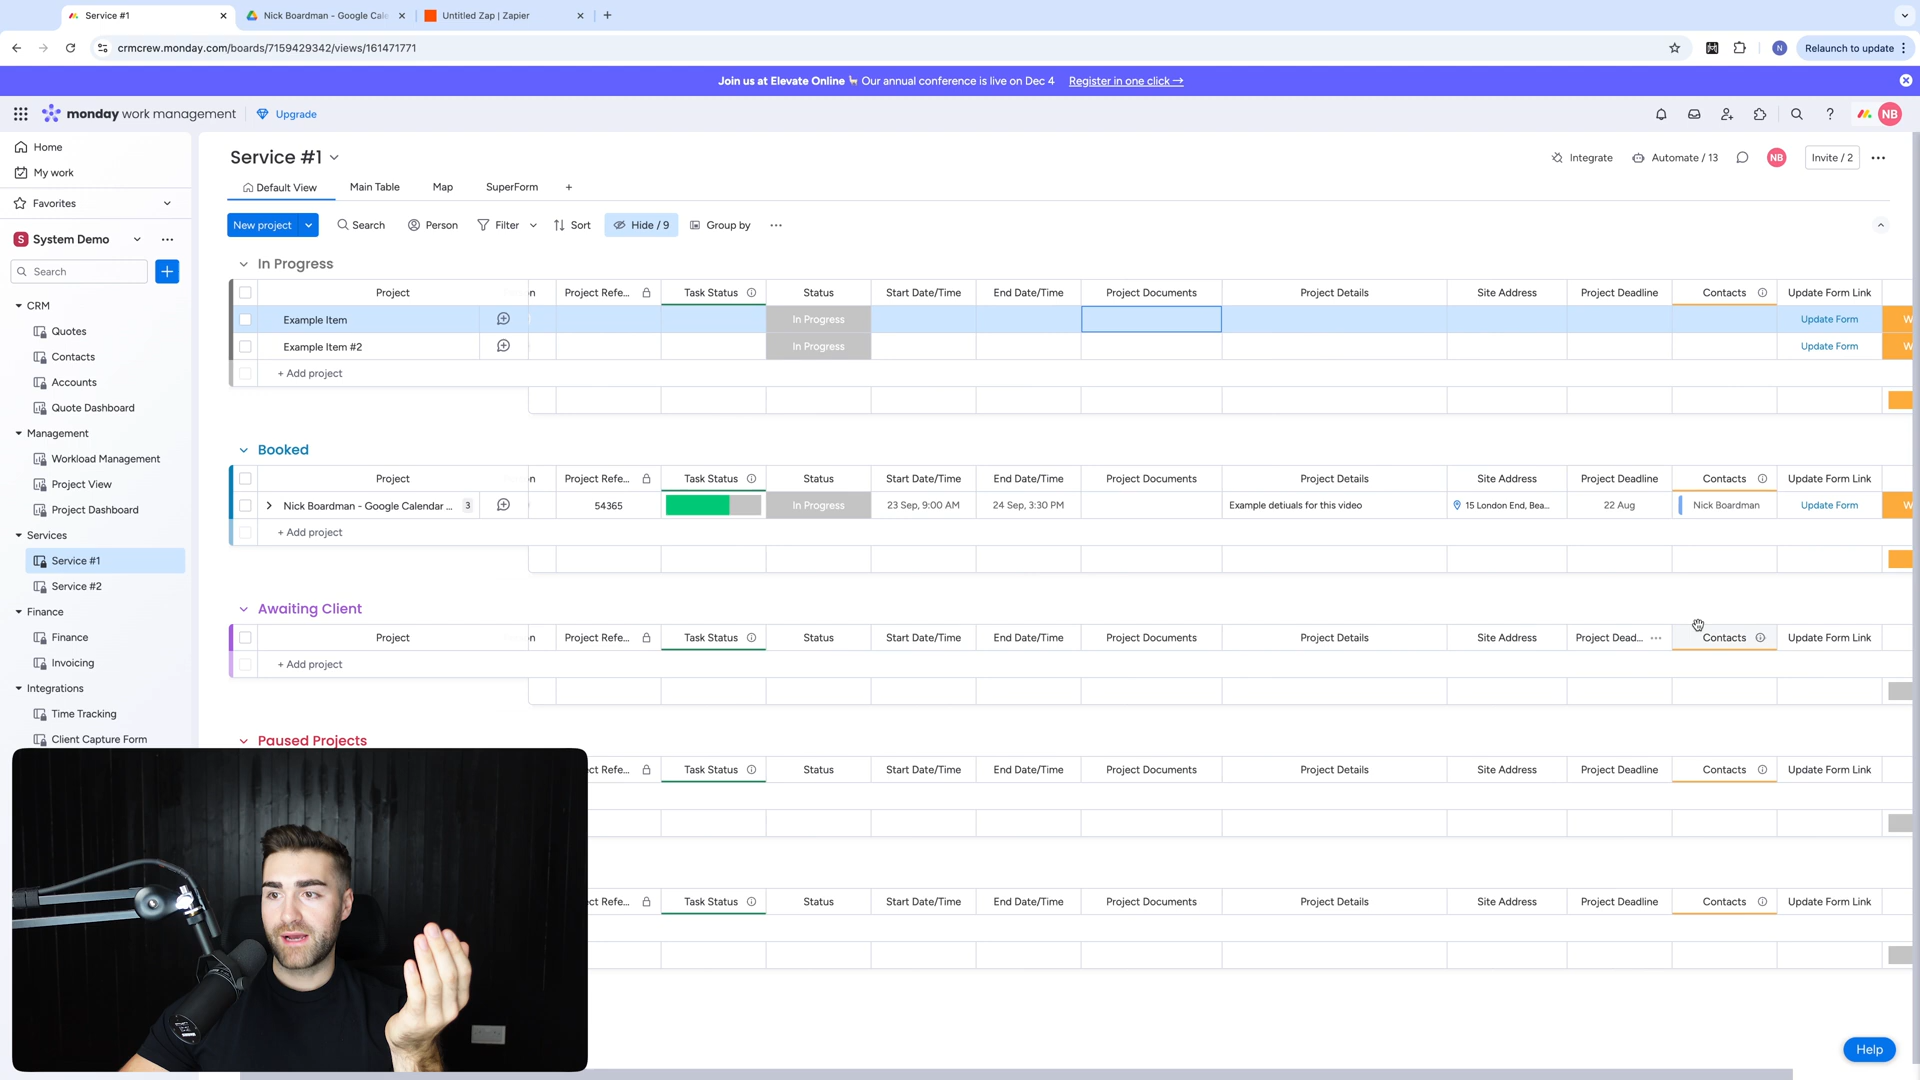 Service #1
Nick Boardman - Google Cale
Untitled Zap | Zapier
crmcrew.monday.com/boards/7159429342/views/161471771
N
Relaunch to update
Join us at Elevate Online Our annual conference is live on Dec 4 Register in one click →
monday work management
Upgrade
NB
Home
My work
Favorites
S System Demo
Search
CRM
Quotes
Contacts
Accounts
Quote Dashboard
Management
Workload Management
Project View
Project Dashboard
Services
Service #1
Service #2
Finance
Finance
Invoicing
Integrations
Time Tracking
Client Capture Form
Service #1
Integrate
Automate / 13
NB
Invite / 2
Default View
Main Table
Map
SuperForm
New project
Search
Person
Filter
Sort
Hide / 9
Group by
In Progress
Project n Project Refe... Task Status Status Start Date/Time End Date/Time Project Documents Project Details Site Address Project Deadline Contacts Update Form Link
Example Item In Progress Update Form W
Example Item #2 In Progress Update Form W
+ Add project
Booked
Project n Project Refe... Task Status Status Start Date/Time End Date/Time Project Documents Project Details Site Address Project Deadline Contacts Update Form Link
Nick Boardman - Google Calendar ... 3 54365 In Progress 23 Sep, 9:00 AM 24 Sep, 3:30 PM Example detiuals for this video 15 London End, Bea... 22 Aug Nick Boardman Update Form W
+ Add project
Awaiting Client
Project n Project Refe... Task Status Status Start Date/Time End Date/Time Project Documents Project Details Site Address Project Dead... Contacts Update Form Link
+ Add project
Paused Projects
ct Refe... Task Status Status Start Date/Time End Date/Time Project Documents Project Details Site Address Project Deadline Contacts Update Form Link
ct Refe... Task Status Status Start Date/Time End Date/Time Project Documents Project Details Site Address Project Deadline Contacts Update Form Link
Help